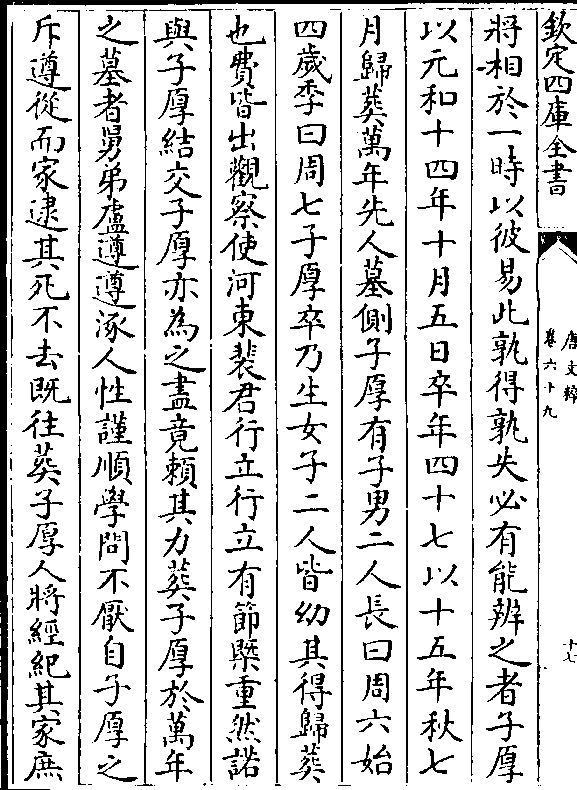 欽定四庫全書
唐文粹
卷六十九
十七
將相於一時以彼易此孰得孰失必有能辨之者子厚
以元和十四年十月五日卒年四十七以十五年秋七
月歸葬萬年先人墓側子厚有子男二人長曰周六始
四歲季曰周七子厚卒乃生女子二人皆幼其得歸葬
也費皆出觀察使河東裴君行立行立有節槩重然諾
與子厚結交子厚亦為之盡竟頼其力葬子厚於萬年
之墓者舅弟盧遵遵涿人性謹順學問不厭自子厚之
斥遵從而家逮其死不去既往葬子厚人將經紀其家庶